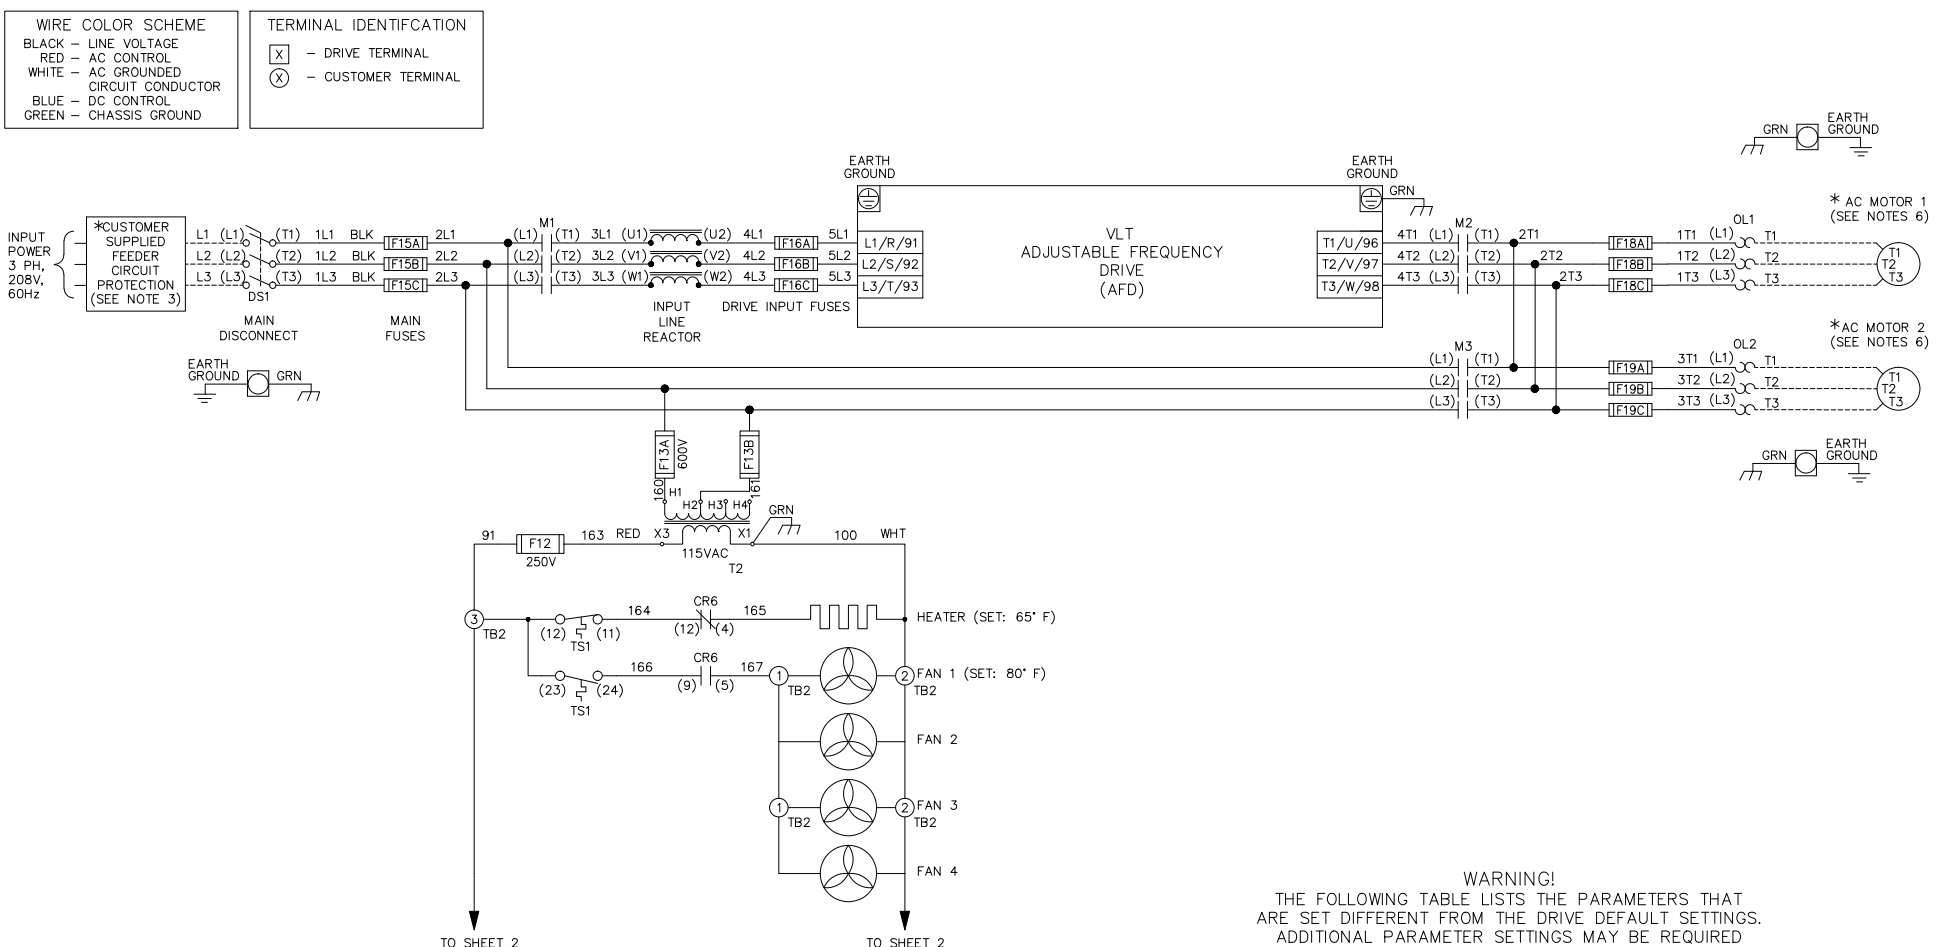 WIRE COLOR SCHEME
BLACK – LINE VOLTAGE
RED – AC CONTROL
WHITE – AC GROUNDED
CIRCUIT CONDUCTOR
BLUE – DC CONTROL
GREEN – CHASSIS GROUND
TERMINAL IDENTIFCATION
X – DRIVE TERMINAL
X – CUSTOMER TERMINAL
GRN EARTH GROUND
EARTH GROUND
EARTH GROUND
GRN
INPUT
POWER
3 PH,
208V,
60Hz
*CUSTOMER
SUPPLIED
FEEDER
CIRCUIT
PROTECTION
(SEE NOTE 3)
L1 (L1) (T1) 1L1 BLK F15A 2L1 (L1) M1 (T1) 3L1 (U1) (U2) 4L1 F16A 5L1 L1/R/91
L2 (L2) (T2) 1L2 BLK F15B 2L2 (L2) (T2) 3L2 (V1) (V2) 4L2 F16B 5L2 L2/S/92
L3 (L3) (T3) 1L3 BLK F15C 2L3 (L3) (T3) 3L3 (W1) (W2) 4L3 F16C 5L3 L3/T/93
DS1
MAIN
DISCONNECT
MAIN
FUSES
INPUT
LINE
REACTOR
DRIVE INPUT FUSES
VLT
ADJUSTABLE FREQUENCY
DRIVE
(AFD)
T1/U/96 4T1 (L1) M2 (T1) 2T1 F18A 1T1 (L1) OL1 T1
T2/V/97 4T2 (L2) (T2) 2T2 F18B 1T2 (L2) T2
T3/W/98 4T3 (L3) (T3) 2T3 F18C 1T3 (L3) T3
* AC MOTOR 1
(SEE NOTES 6)
T1
T2
T3
EARTH
GROUND GRN
M3
(L1) (T1) F19A 3T1 (L1) OL2 T1
(L2) (T2) F19B 3T2 (L2) T2
(L3) (T3) F19C 3T3 (L3) T3
*AC MOTOR 2
(SEE NOTES 6)
T1
T2
T3
GRN EARTH GROUND
F13A 600V F13B
160 H1 H2 H3 H4 161
GRN
91 F12 163 RED X3 X1 100 WHT
250V
115VAC
T2
3 TB2 (12) TS1 (11) 164 CR6 (12) (4) 165 HEATER (SET: 65° F)
(23) TS1 (24) 166 CR6 (9) (5) 167 1 TB2 2 TB2 FAN 1 (SET: 80° F)
FAN 2
1 TB2 2 TB2 FAN 3
FAN 4
TO SHEET 2
TO SHEET 2
WARNING!
THE FOLLOWING TABLE LISTS THE PARAMETERS THAT
ARE SET DIFFERENT FROM THE DRIVE DEFAULT SETTINGS.
ADDITIONAL PARAMETER SETTINGS MAY BE REQUIRED